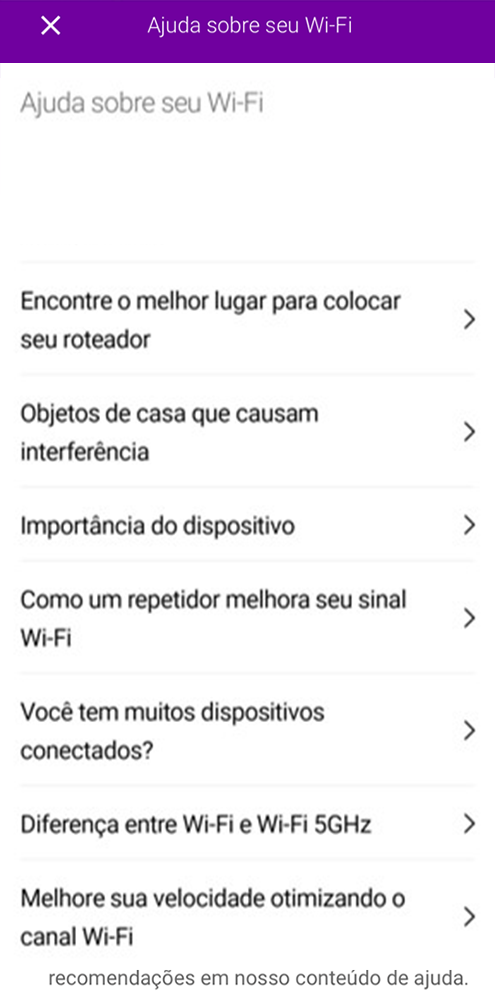 Ajuda sobre seu Wi-Fi
Ajuda sobre seu Wi-Fi
Encontre o melhor lugar para colocar
seu roteador
Objetos de casa que causam
interferência
Importância do dispositivo
Como um repetidor melhora seu sinal
Wi-Fi
Você tem muitos dispositivos
conectados?
Diferença entre Wi-Fi e Wi-Fi 5GHz
Melhore sua velocidade otimizando o
canal Wi-Fi
recomendações em nosso conteúdo de ajuda.